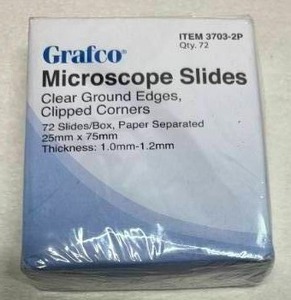 ITEM 3703-2P
Qty. 72
Grafco®
Microscope Slides
Clear Ground Edges,
Clipped Corners
72 Slides/Box, Paper Separated
25mm x 75mm
Thickness: 1.0mm-1.2mm